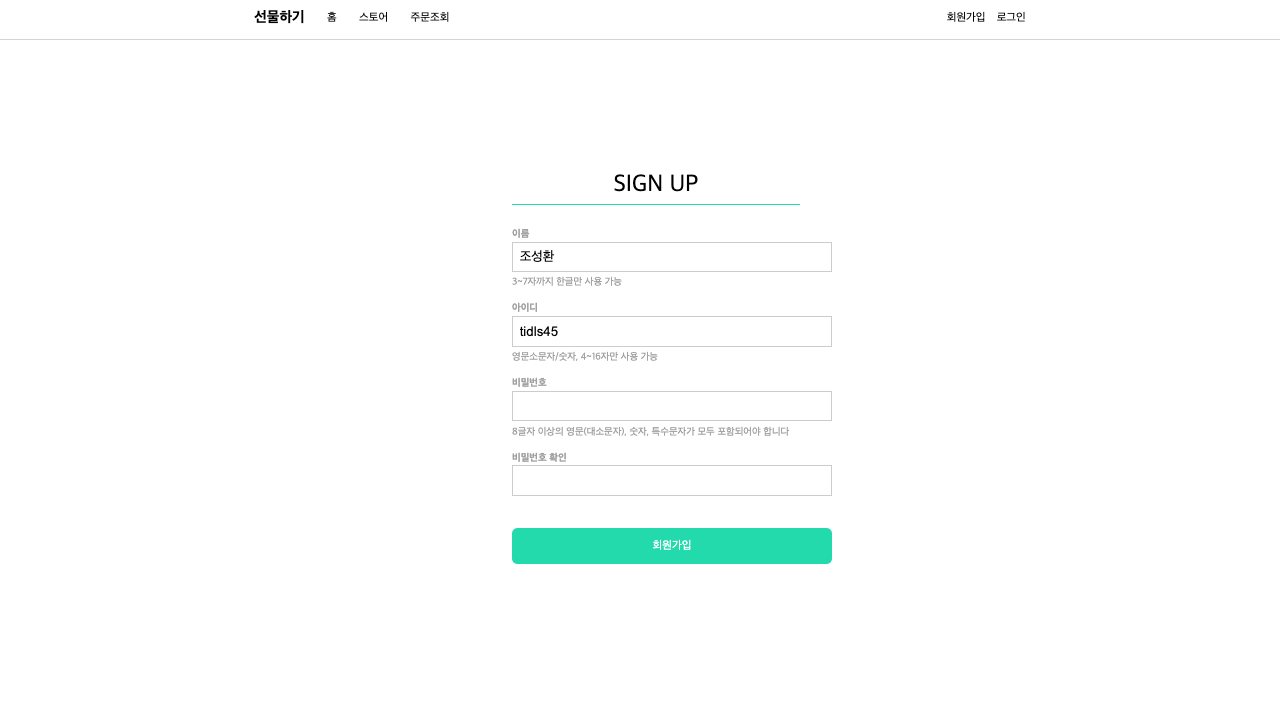 선물하기 홈 스토어 주문조회 회원가입 로그인
SIGN UP
이름
조성환
3~7자까지 한글만 사용 가능
아이디
tidls45
영문소문자/숫자, 4~16자만 사용 가능
비밀번호
8글자 이상의 영문(대소문자), 숫자, 특수문자가 모두 포함되어야 합니다
비밀번호 확인
회원가입